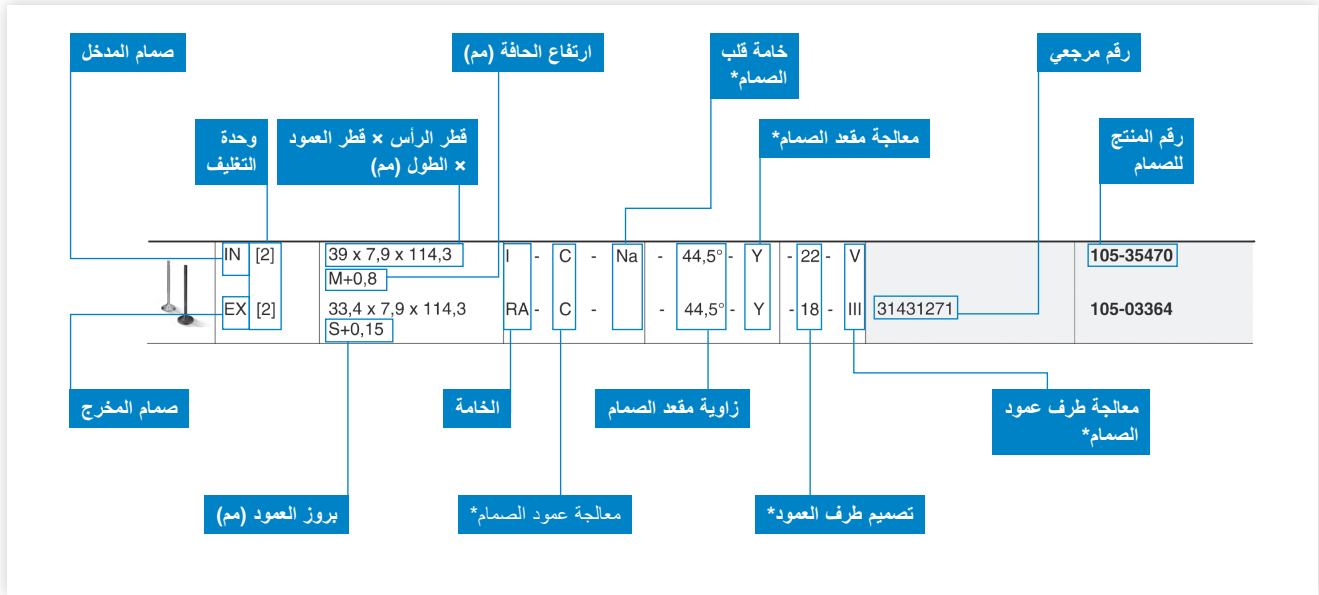 صمام المدخل
ارتفاع الحافة (مم)
خامة قلب
الصمام*
رقم مرجعي
وحدة
التغليف
قطر الرأس × قطر العمود
× الطول (مم)
معالجة مقعد الصمام*
رقم المنتج
للصمام
IN [2] 39 x 7,9 x 114,3 I - C - Na - 44,5° - Y - 22 - V 105-35470
M+0,8
EX [2] 33,4 x 7,9 x 114,3 RA - C - - 44,5° - Y - 18 - III 31431271 105-03364
S+0,15
صمام المخرج
الخامة
زاوية مقعد الصمام
معالجة طرف عمود
الصمام*
بروز العمود (مم)
معالجة عمود الصمام*
تصميم طرف العمود*